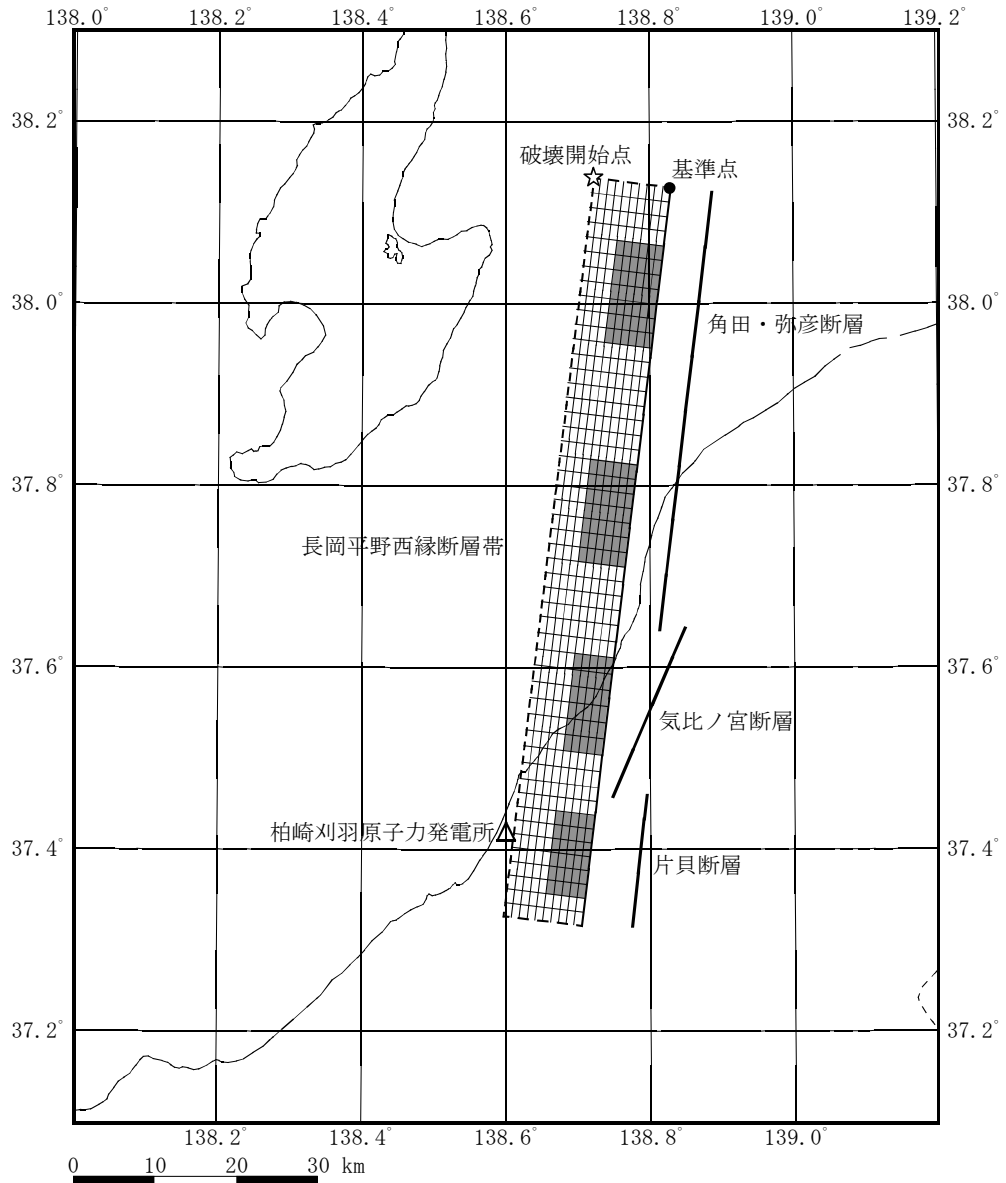 138.0° 138.2° 138.4° 138.6° 138.8° 139.0° 139.2°
38.2° 38.2°
破壊開始点
基準点
38.0° 38.0°
角田・弥彦断層
37.8° 37.8°
長岡平野西縁断層帯
37.6° 37.6°
気比ノ宮断層
柏崎刈羽原子力発電所
37.4° 37.4°
片貝断層
37.2° 37.2°
138.2° 138.4° 138.6° 138.8° 139.0°
0 10 20 30 km